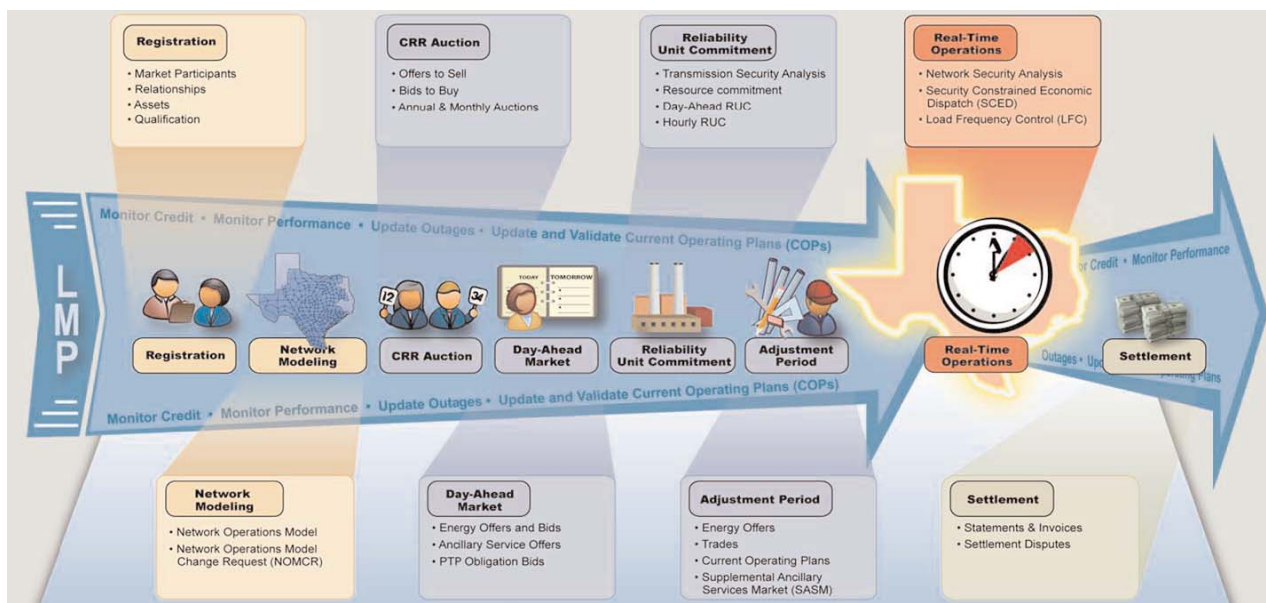 Registration
• Market Participants
• Relationships
• Assets
• Qualification
CRR Auction
• Offers to Sell
• Bids to Buy
• Annual & Monthly Auctions
Reliability
Unit Commitment
• Transmission Security Analysis
• Resource commitment
• Day-Ahead RUC
• Hourly RUC
Real-Time
Operations
• Network Security Analysis
• Security Constrained Economic
Dispatch (SCED)
• Load Frequency Control (LFC)
LMP
Monitor Credit • Monitor Performance • Update Outages • Update and Validate Current Operating Plans (COPs)
Credit • Monitor Performance
TODAY
TOMORROW
12
34
Registration
Network
Modeling
CRR Auction
Day-Ahead
Market
Reliability
Unit Commitment
Adjustment
Period
Real-Time
Operations
Settlement
Outages •
Plans
Monitor Credit • Monitor Performance • Update Outages • Update and Validate Current Operating Plans (COPs)
Network
Modeling
• Network Operations Model
• Network Operations Model
Change Request (NOMCR)
Day-Ahead
Market
• Energy Offers and Bids
• Ancillary Service Offers
• PTP Obligation Bids
Adjustment Period
• Energy Offers
• Trades
• Current Operating Plans
• Supplemental Ancillary
Services Market (SASM)
Settlement
• Statements & Invoices
• Settlement Disputes